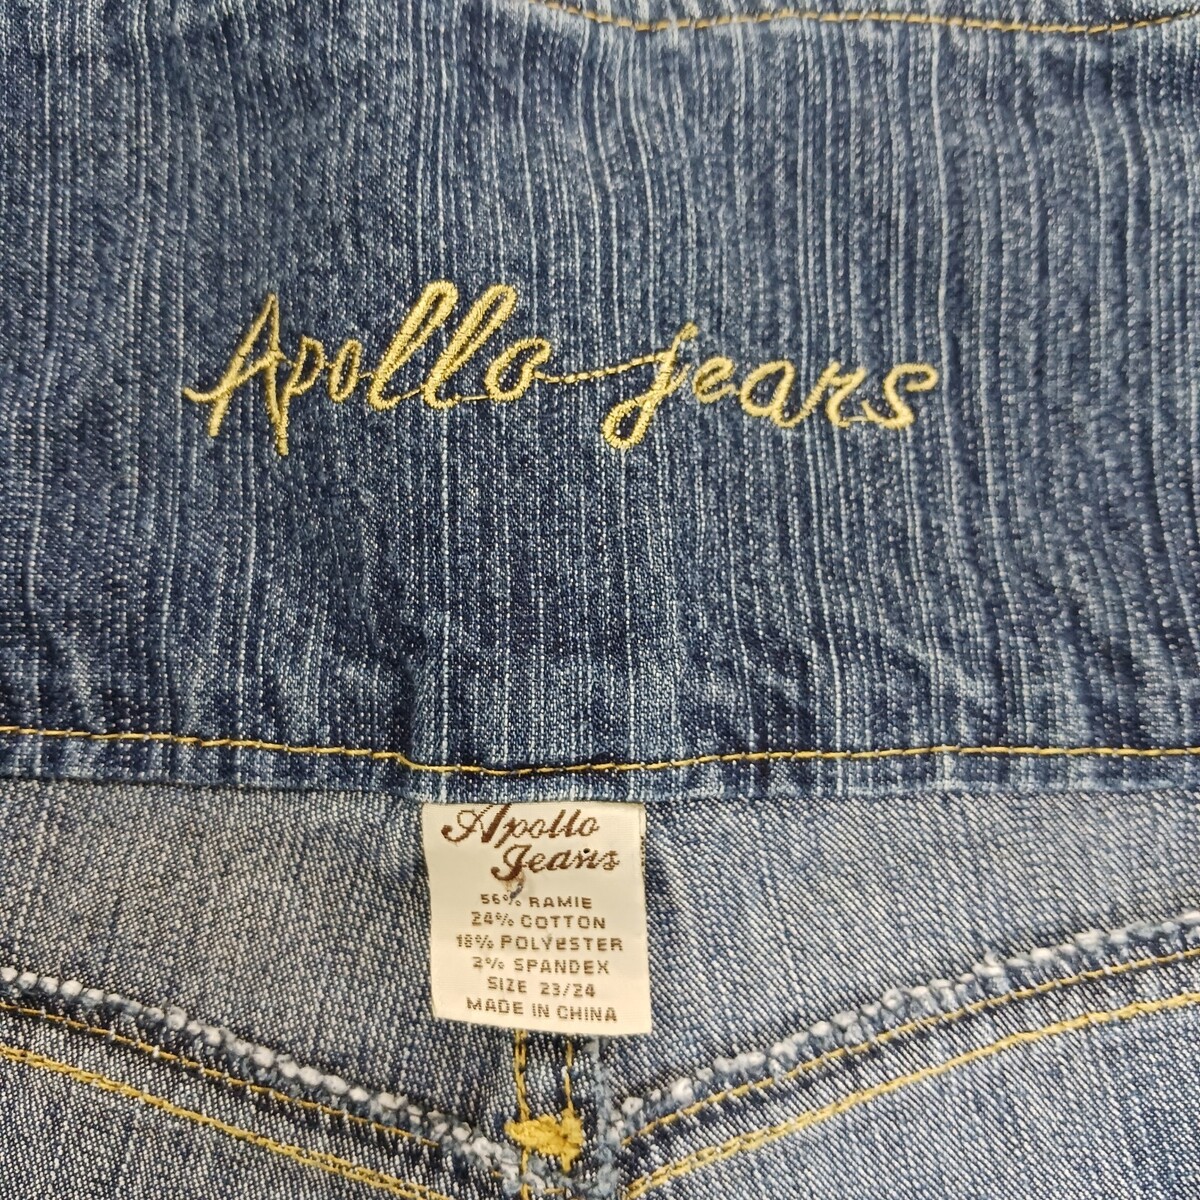 Apollo jeans
Apollo
Jeans
56% RAMIE
24% COTTON
18% POLYESTER
2% SPANDEX
SIZE 23/24
MADE IN CHINA